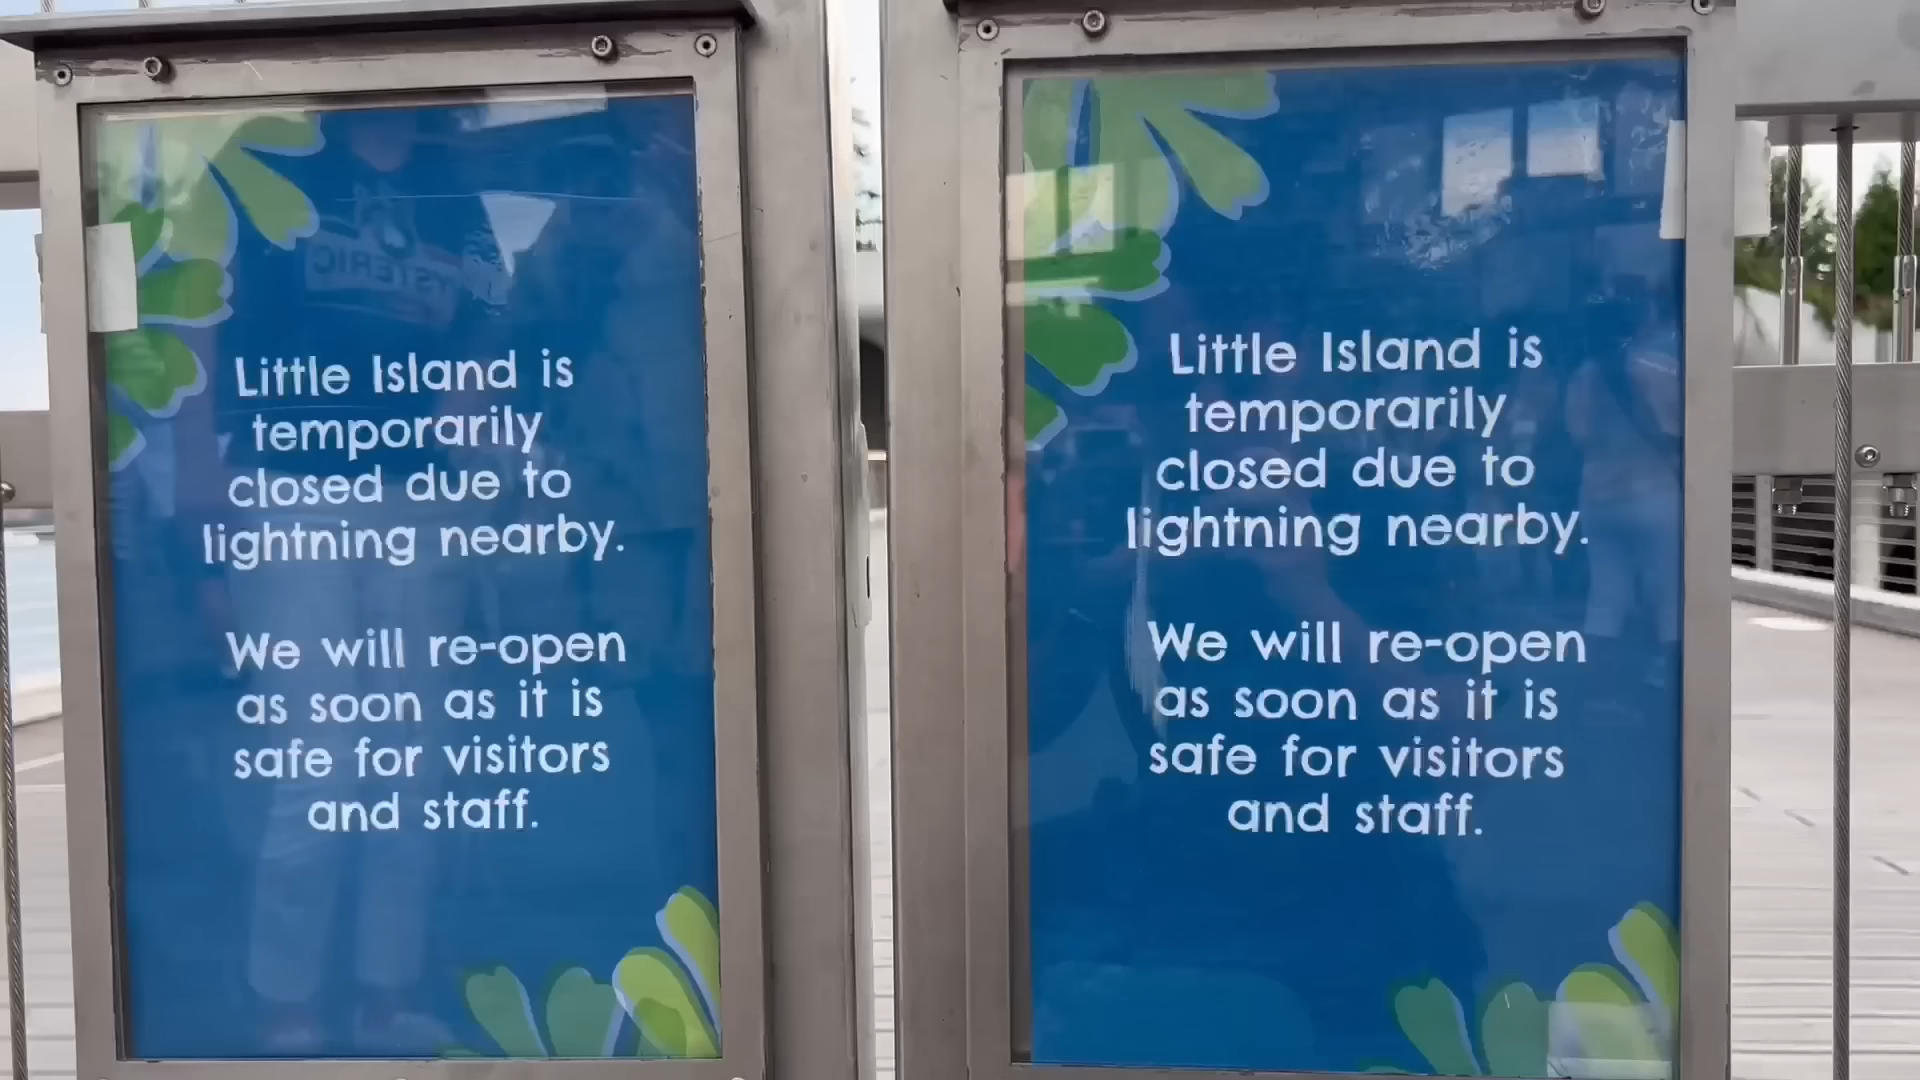 Little Island is
temporarily
closed due to
lightning nearby.
We will re-open
as soon as it is
safe for visitors
and staff.
Little Island is
temporarily
closed due to
lightning nearby.
We will re-open
as soon as it is
safe for visitors
and staff.